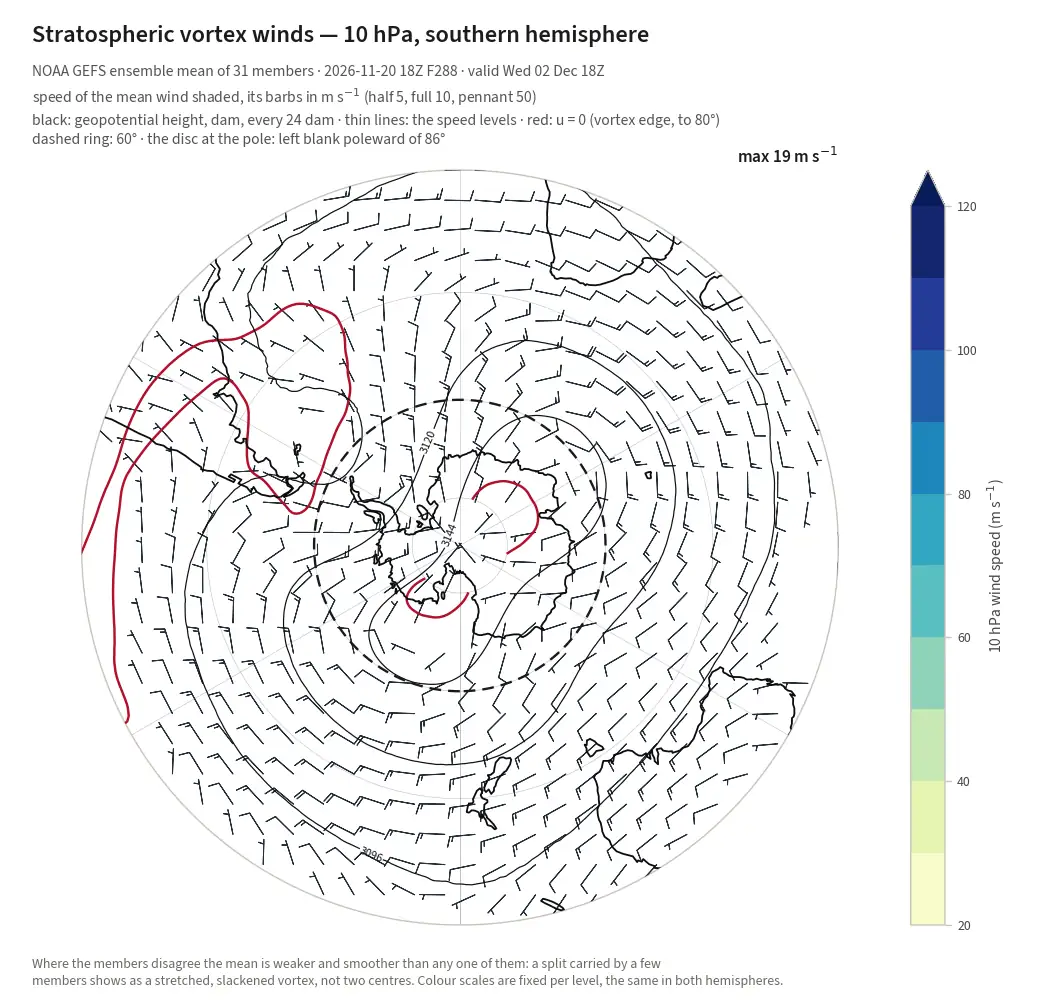 Stratospheric vortex winds — 10 hPa, southern hemisphere
NOAA GEFS ensemble mean of 31 members · 2026-11-20 18Z F288 · valid Wed 02 Dec 18Z
speed of the mean wind shaded, its barbs in m s⁻¹ (half 5, full 10, pennant 50)
black: geopotential height, dam, every 24 dam · thin lines: the speed levels · red: u = 0 (vortex edge, to 80°)
dashed ring: 60° · the disc at the pole: left blank poleward of 86°
max 19 m s⁻¹
120
100
80
60
40
20
10 hPa wind speed (m s⁻¹)
3120
3144
3096
Where the members disagree the mean is weaker and smoother than any one of them: a split carried by a few
members shows as a stretched, slackened vortex, not two centres. Colour scales are fixed per level, the same in both hemispheres.